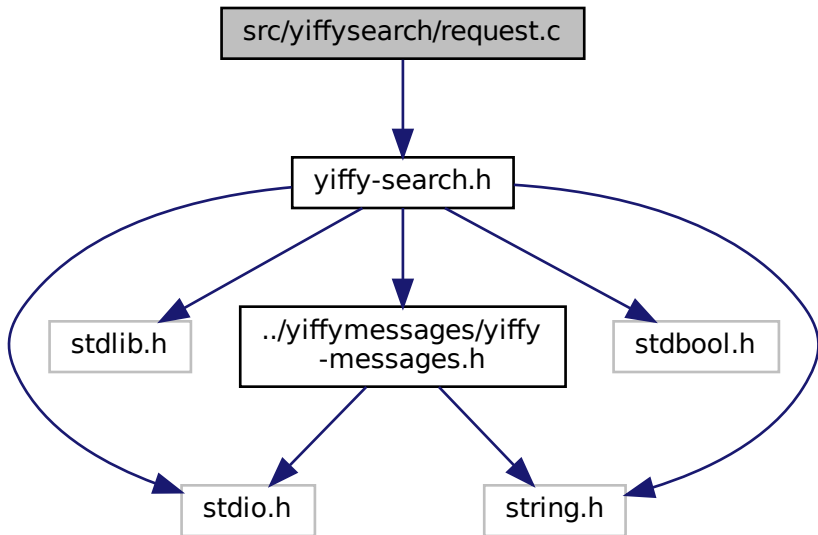 src/yiffysearch/request.c
yiffy-search.h
stdlib.h
../yiffymessages/yiffy
-messages.h
stdbool.h
stdio.h
string.h